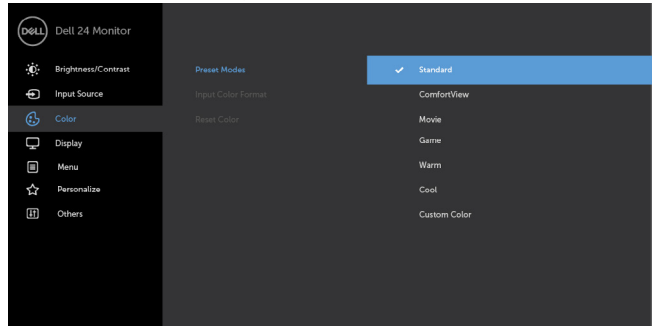 DELL
Dell 24 Monitor
Brightness/Contrast
Input Source
Color
Display
Menu
Personalize
Others
Preset Modes
Input Color Format
Reset Color
Standard
ComfortView
Movie
Game
Warm
Cool
Custom Color